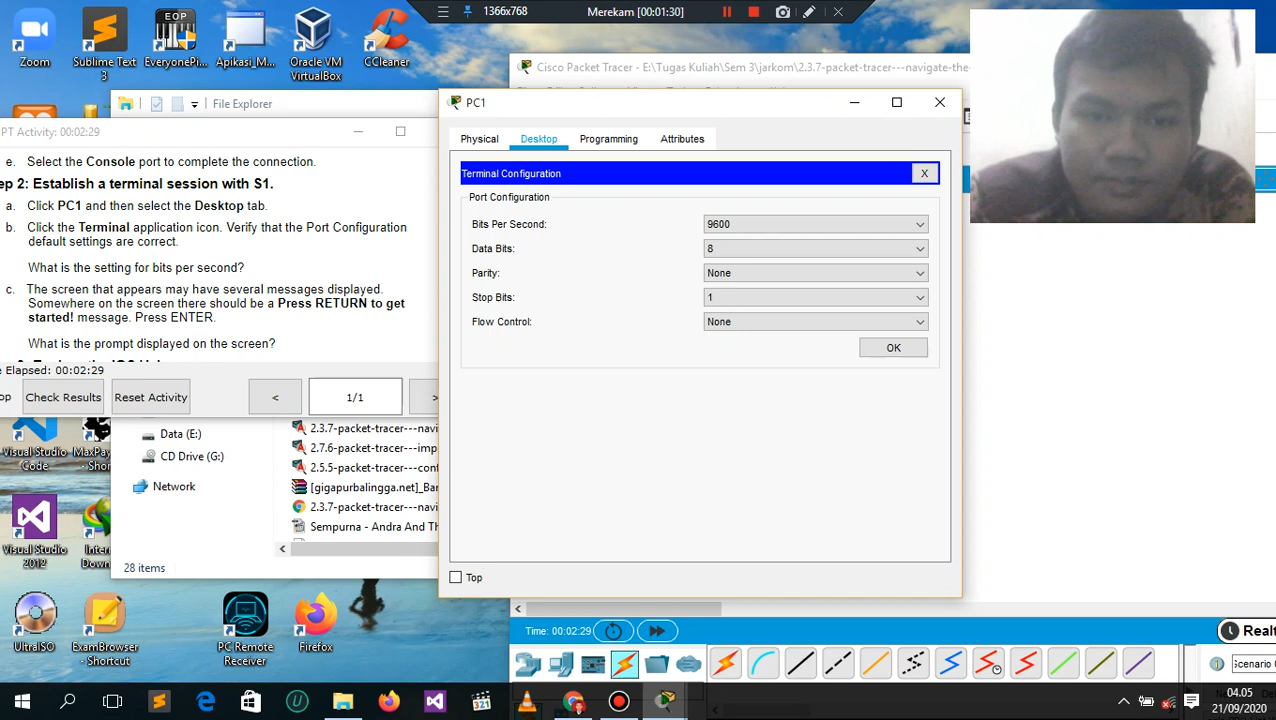 1366x768
Merekam [00:01:30]
Zoom
Sublime Text
3
EOP
EveryonePi...
Apikasi_M...
Oracle VM
VirtualBox
CCleaner
File Explorer
Cisco Packet Tracer - E:\Tugas Kuliah\Sem 3\jarkom\2.3.7-packet-tracer---navigate-the-
PT Activity: 00:02:29
e. Select the Console port to complete the connection.
ep 2: Establish a terminal session with S1.
a. Click PC1 and then select the Desktop tab.
b. Click the Terminal application icon. Verify that the Port Configuration
default settings are correct.
What is the setting for bits per second?
c. The screen that appears may have several messages displayed.
Somewhere on the screen there should be a Press RETURN to get
started! message. Press ENTER.
What is the prompt displayed on the screen?
e Elapsed: 00:02:29
op
Check Results
Reset Activity
<
1/1
>
PC1
Physical
Desktop
Programming
Attributes
Terminal Configuration
X
Port Configuration
Bits Per Second:
9600
Data Bits:
8
Parity:
None
Stop Bits:
1
Flow Control:
None
OK
Top
Data (E:)
CD Drive (G:)
Network
2.3.7-packet-tracer---navi
2.7.6-packet-tracer---imp
2.5.5-packet-tracer---con
[gigapurbalingga.net]_Ba
2.3.7-packet-tracer---navi
Sempurna - Andra And Th
28 items
Visual Studio
Code
MaxPay
- Shor
Visual Studio
2012
Intern
Down
UltraISO
ExamBrowser
- Shortcut
PC Remote
Receiver
Firefox
Time: 00:02:29
Realt
321
04.05
21/09/2020